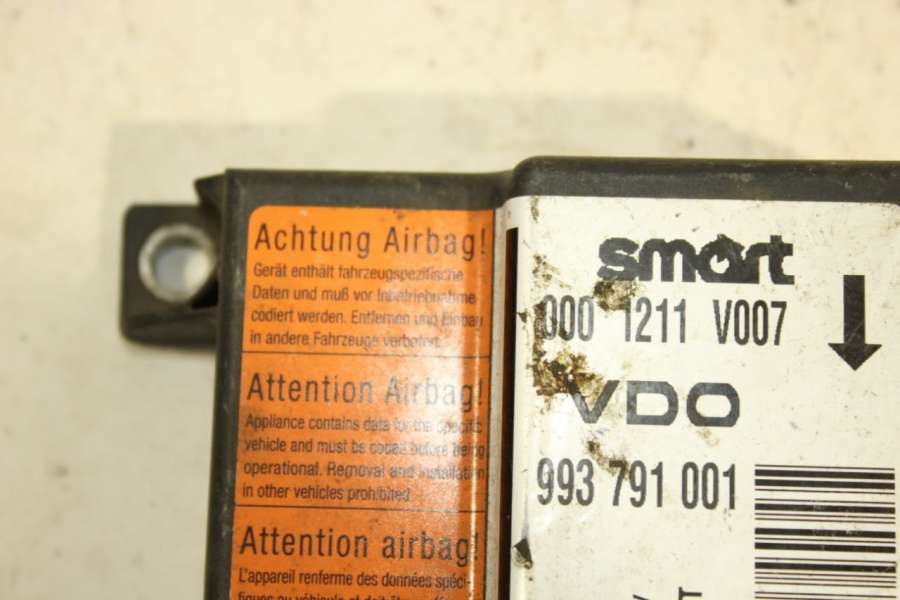 Achtung Airbag!
Gerät enthält fahrzeugspezifische
Daten und muß vor Inbetriebnahme
codiert werden. Entfernen und Einbau
in andere Fahrzeuge verboten.
Attention Airbag!
Appliance contains data for the specific
vehicle and must be coded before being
operational. Removal and installation
in other vehicles prohibited
Attention airbag!
L'appareil renferme des données spéci-
smart
000 1211 V007
VDO
993 791 001